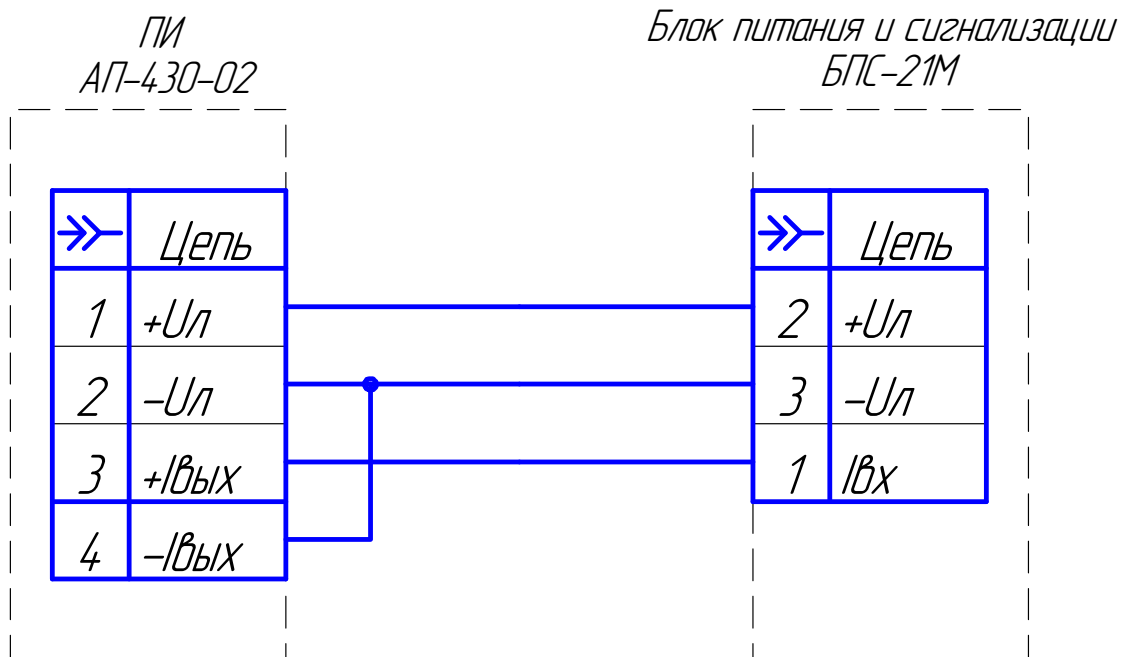 ПИ
АП-430-02
Блок питания и сигнализации
БПС-21М
Цепь
1 +Uл
2 -Uл
3 +Iвых
4 -Iвых
Цепь
2 +Uл
3 -Uл
1 Iвх